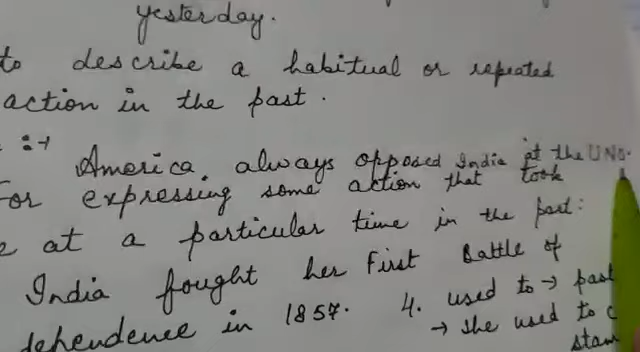 yesterday.
to describe a habitual or repeated
action in the past.
:→
America. always opposed India at the UNO.
For expressing some action that took
at a particular time in the past:
India fought her First Battle of
dependence in 1857.
4. used to → past
→ she used to